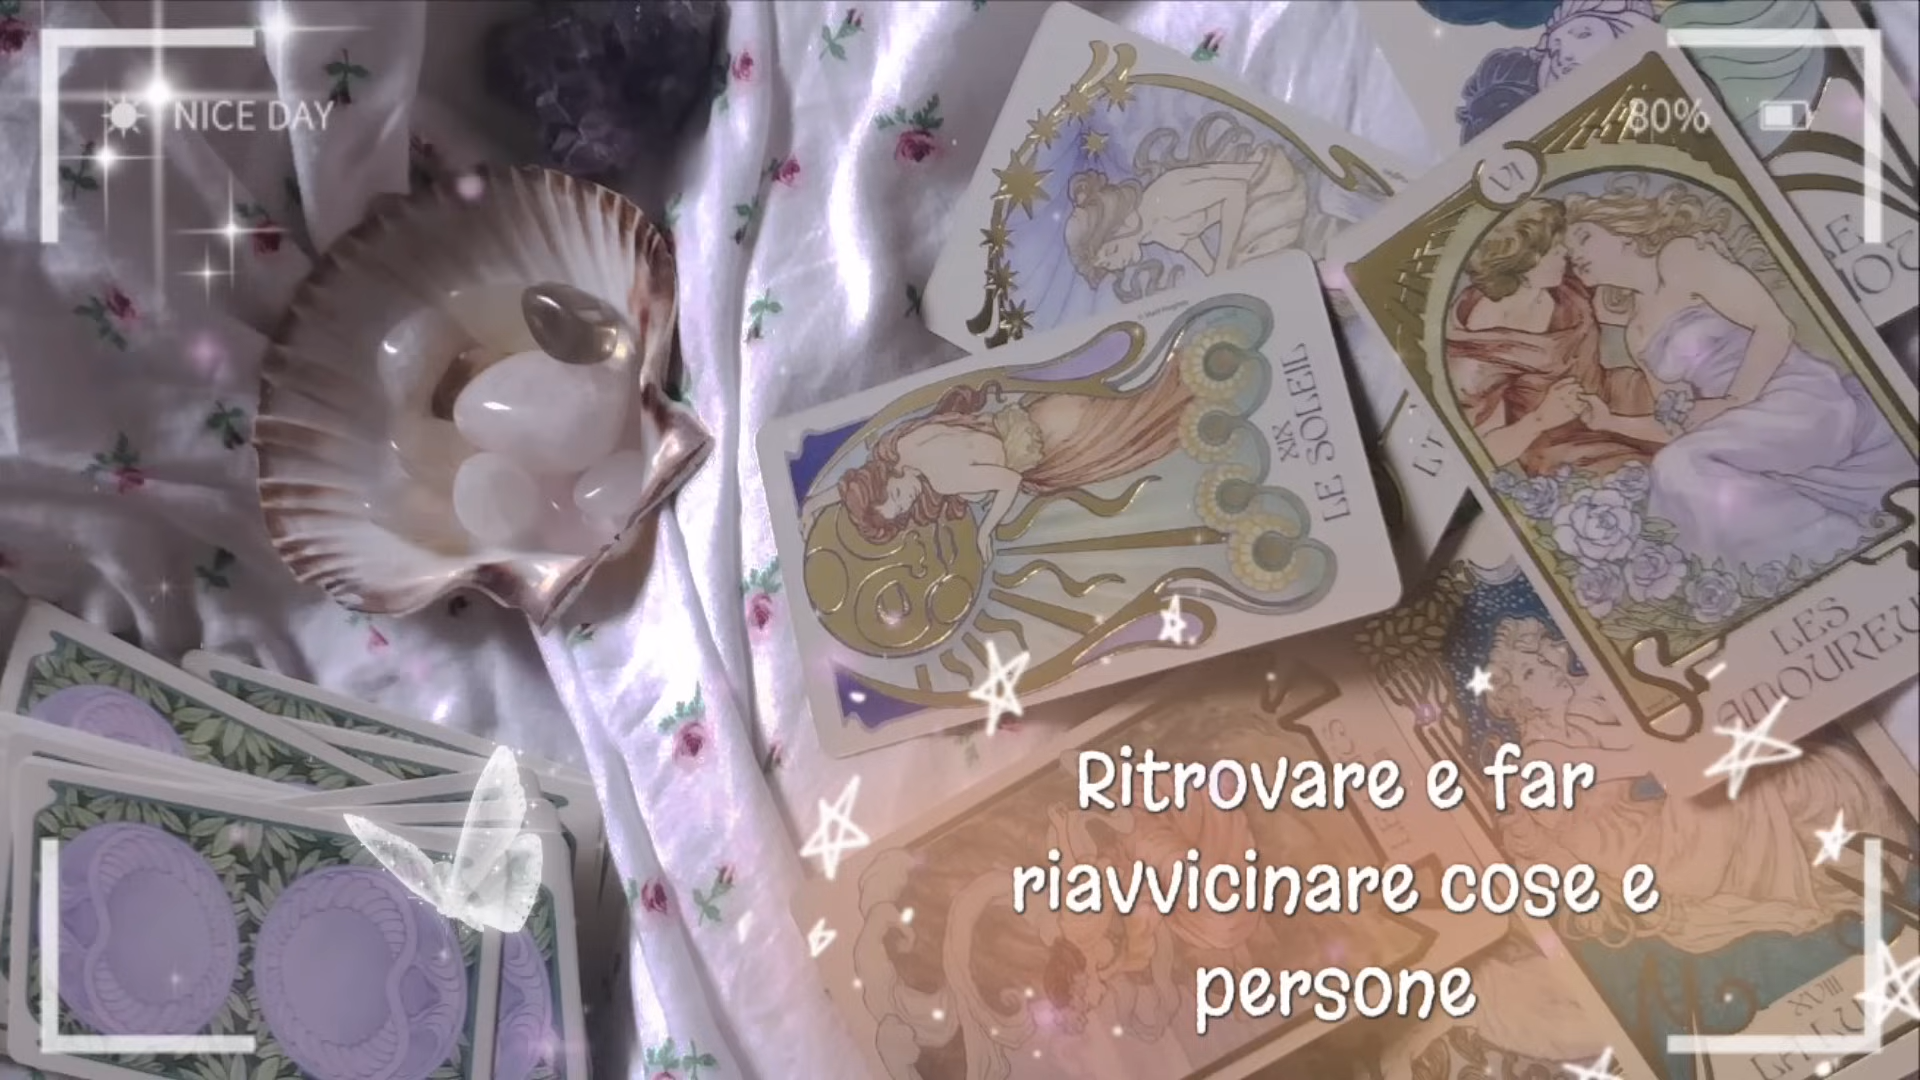 NICE DAY
80%
VI
XIX
LE SOLEIL
LES
AMOUREU
Ritrovare e far
riavvicinare cose e
persone
XVIII